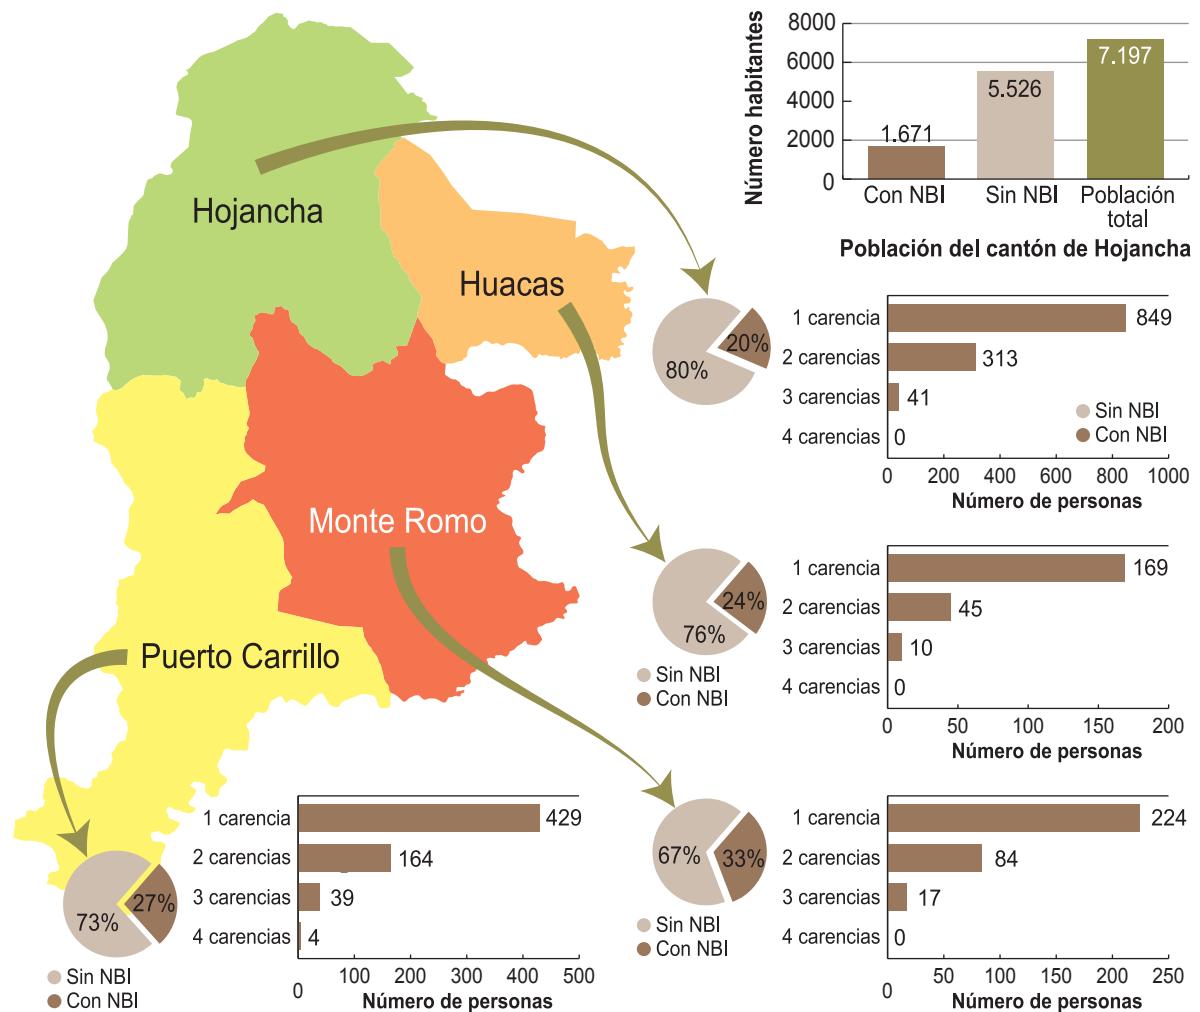 Hojancha
Huacas
Monte Romo
Puerto Carrillo
Número habitantes
8000
6000
4000
2000
0
1.671
5.526
7.197
Con NBI
Sin NBI
Población
total
Población del cantón de Hojancha
80%
20%
1 carencia
849
2 carencias
313
3 carencias
41
4 carencias
0
Sin NBI
Con NBI
0 200 400 600 800 1000
Número de personas
76%
24%
Sin NBI
Con NBI
1 carencia
169
2 carencias
45
3 carencias
10
4 carencias
0
0 50 100 150 200
Número de personas
73%
27%
Sin NBI
Con NBI
1 carencia
429
2 carencias
164
3 carencias
39
4 carencias
4
0 100 200 300 400 500
Número de personas
67%
33%
Sin NBI
Con NBI
1 carencia
224
2 carencias
84
3 carencias
17
4 carencias
0
0 50 100 150 200 250
Número de personas